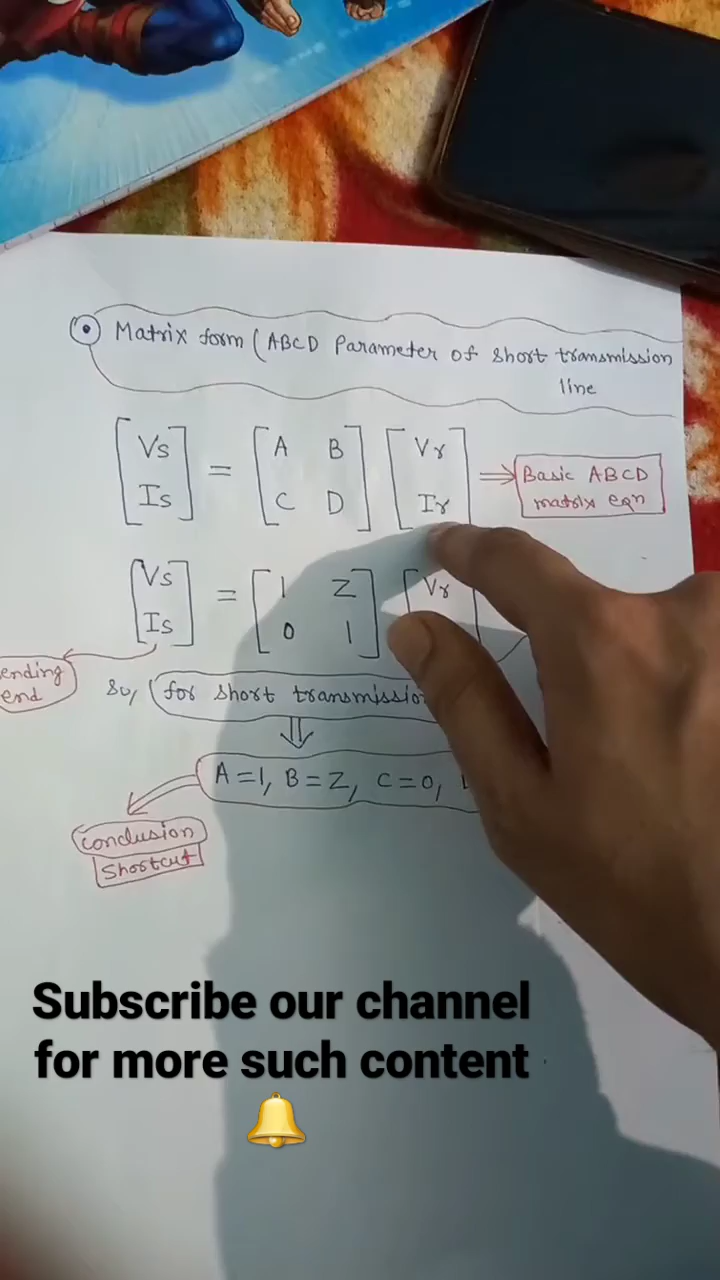 Matrix form (ABCD Parameter of short transmission
line
Vs = A B Vr ⇒ Basic ABCD
Is C D Ir matrix eqn
Vs = 1 Z Vr
Is 0 1
ending
end
so, for short transmissio
⇓
A=1, B=Z, C=0,
conclusion
Shortcut
Subscribe our channel
for more such content
🔔